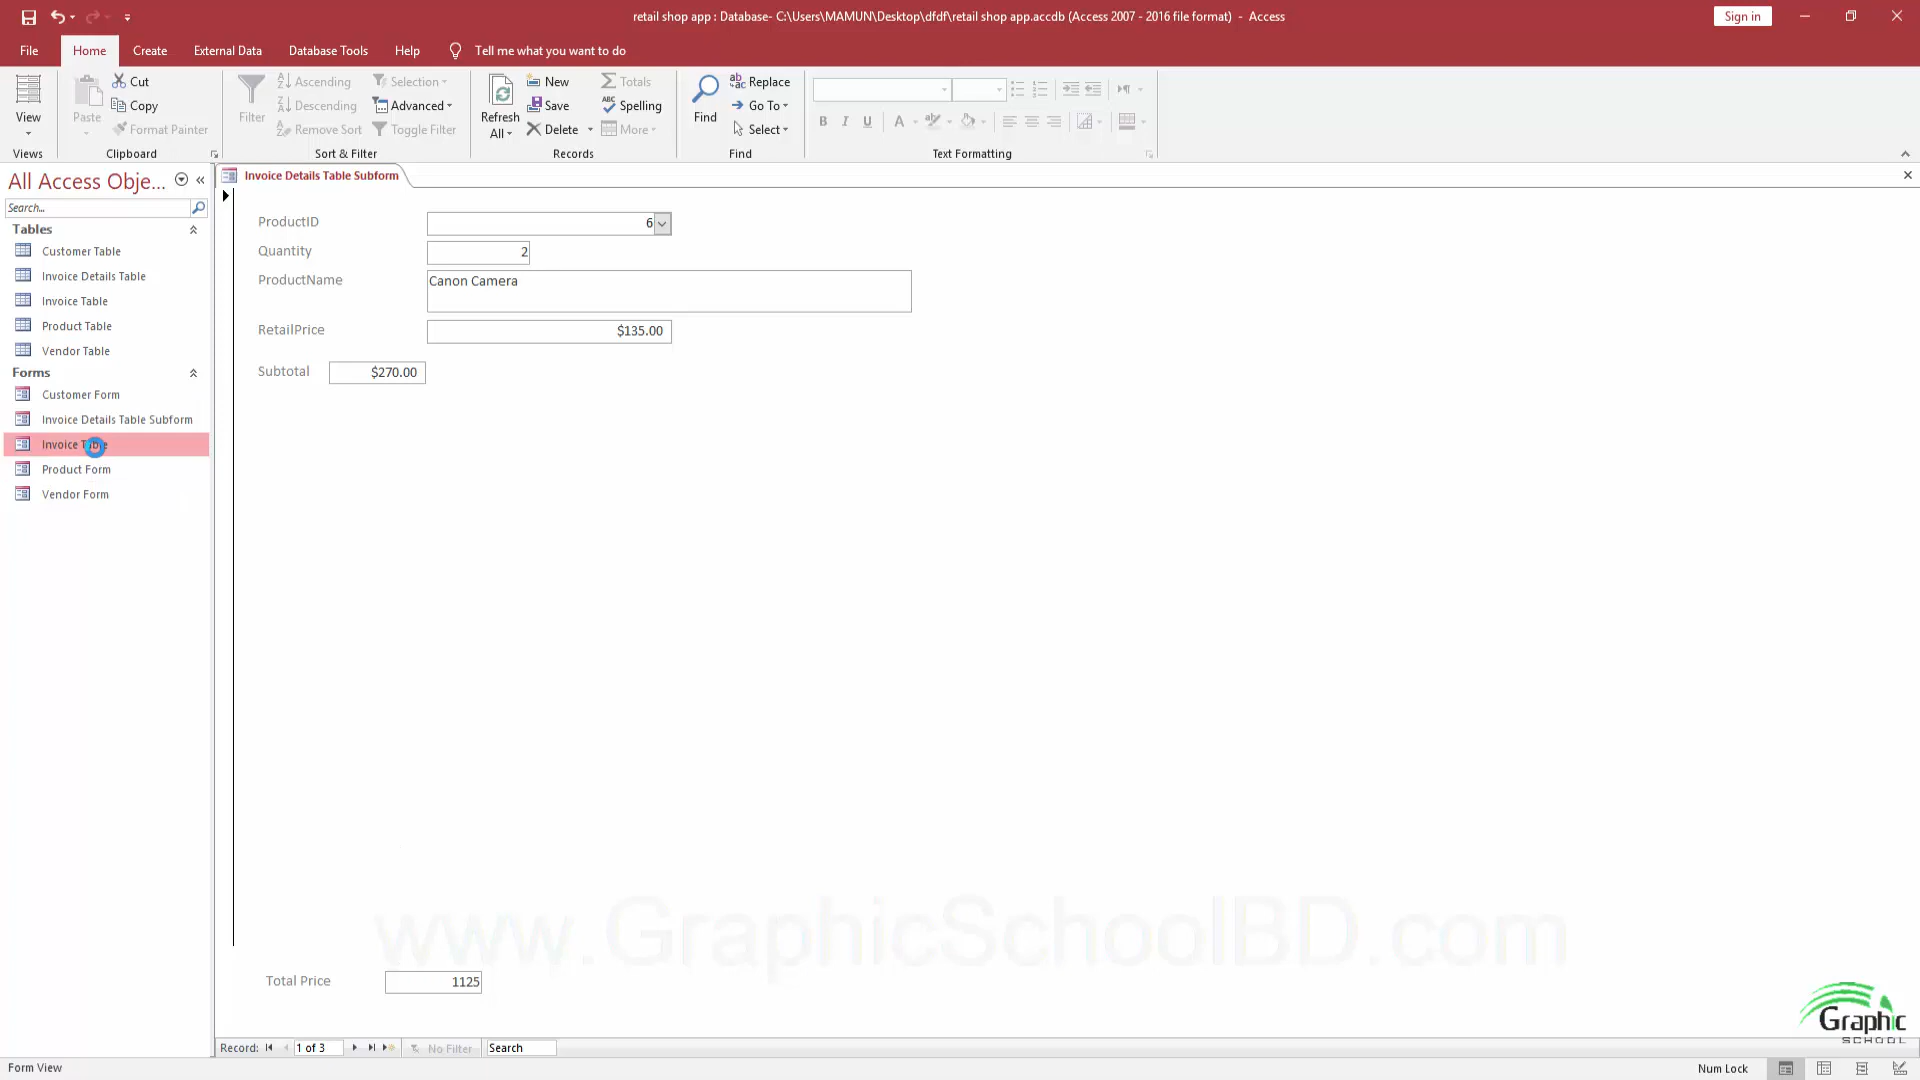 retail shop app : Database- C:\Users\MAMUN\Desktop\dfdf\retail shop app.accdb (Access 2007 - 2016 file format) - Access
Sign in
File Home Create External Data Database Tools Help Tell me what you want to do
View
Views
Paste
Cut
Copy
Format Painter
Clipboard
Filter
Ascending
Descending
Remove Sort
Selection
Advanced
Toggle Filter
Sort & Filter
Refresh
All
New
Save
Delete
Totals
Spelling
More
Records
Find
Replace
Go To
Select
Find
B I U A
Text Formatting
All Access Obje...
Search...
Tables
Customer Table
Invoice Details Table
Invoice Table
Product Table
Vendor Table
Forms
Customer Form
Invoice Details Table Subform
Invoice Table
Product Form
Vendor Form
Invoice Details Table Subform
ProductID 6
Quantity 2
ProductName Canon Camera
RetailPrice $135.00
Subtotal $270.00
www.GraphicSchoolBD.com
Total Price 1125
Graphic
SCHOOL
Record: 1 of 3 No Filter Search
Form View
Num Lock